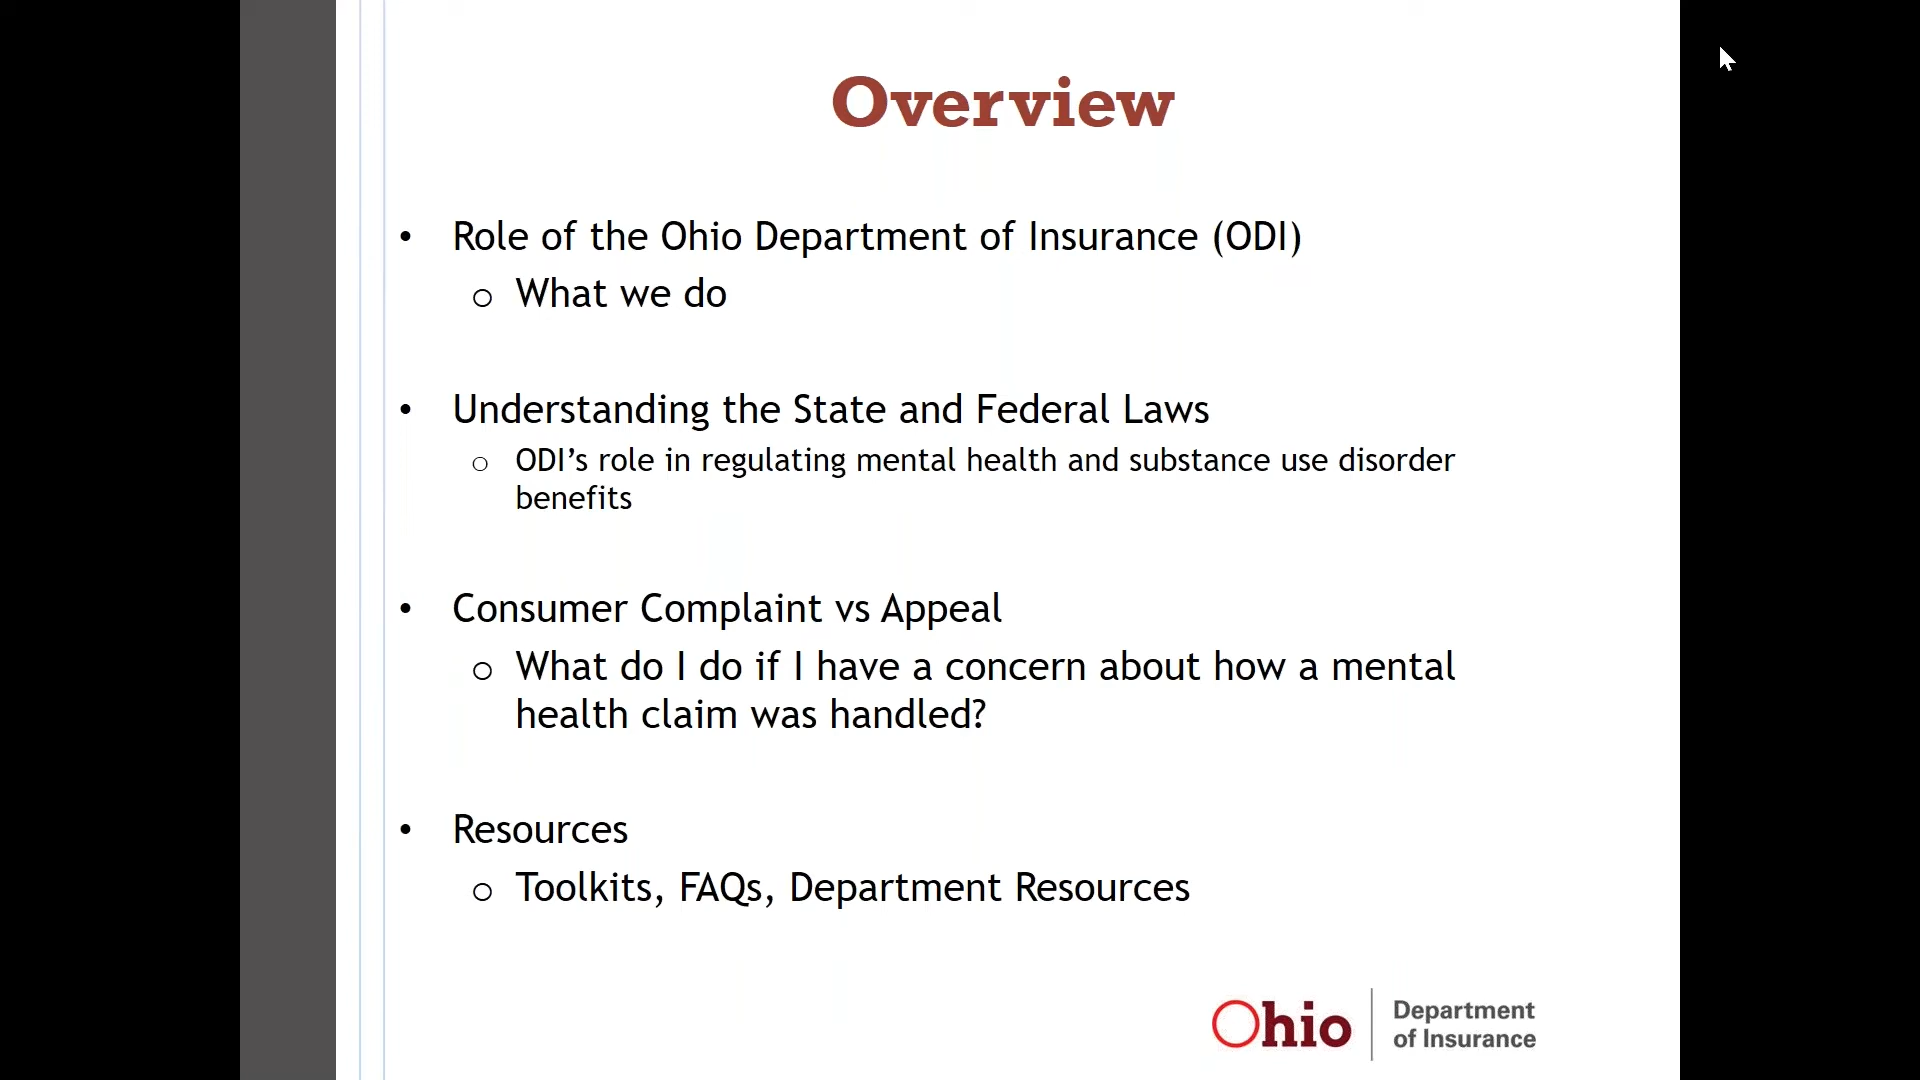 Overview
• Role of the Ohio Department of Insurance (ODI)
o What we do
• Understanding the State and Federal Laws
o ODI’s role in regulating mental health and substance use disorder
benefits
• Consumer Complaint vs Appeal
o What do I do if I have a concern about how a mental
health claim was handled?
• Resources
o Toolkits, FAQs, Department Resources
Ohio
Department
of Insurance